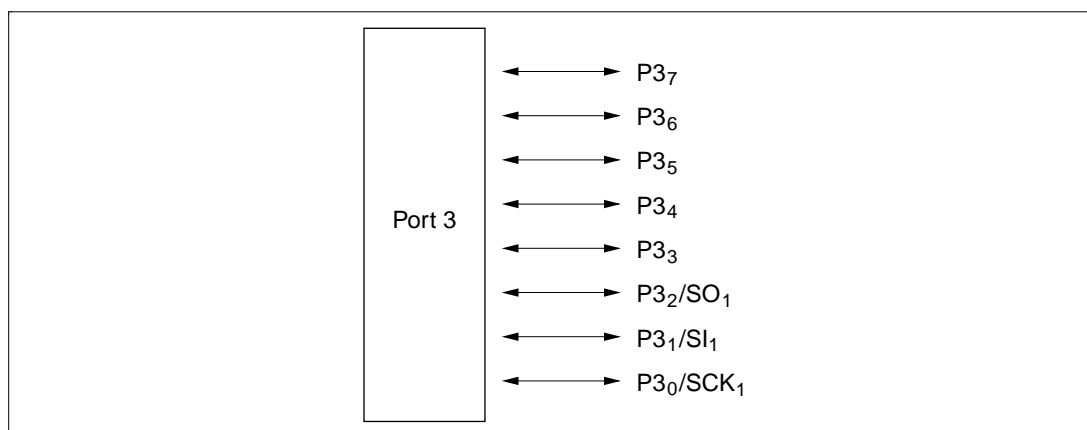 P3₇
P3₆
P3₅
P3₄
Port 3
P3₃
P3₂/SO₁
P3₁/SI₁
P3₀/SCK₁